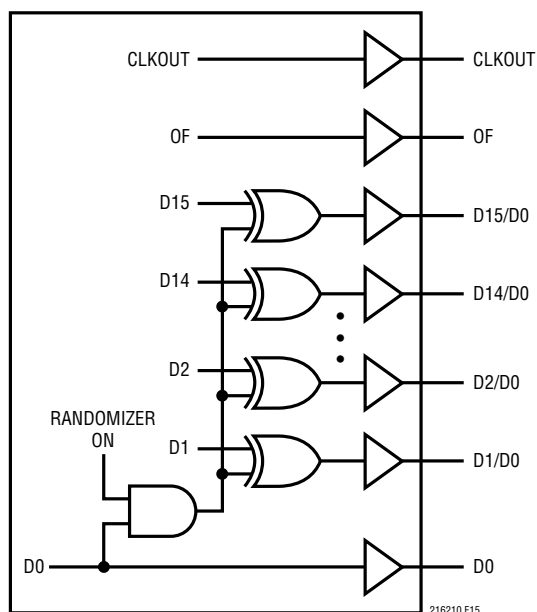 CLKOUT CLKOUT
OF OF
D15 D15/D0
D14 D14/D0
D2 D2/D0
RANDOMIZER
ON
D1 D1/D0
D0 D0
216210 F15